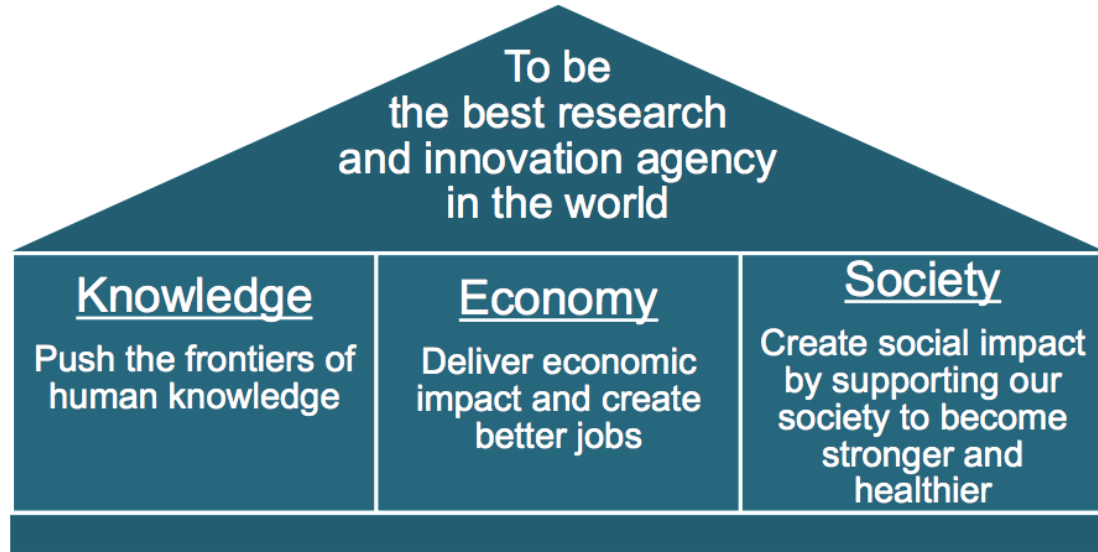 To be
the best research
and innovation agency
in the world
Knowledge
Push the frontiers of
human knowledge
Economy
Deliver economic
impact and create
better jobs
Society
Create social impact
by supporting our
society to become
stronger and
healthier